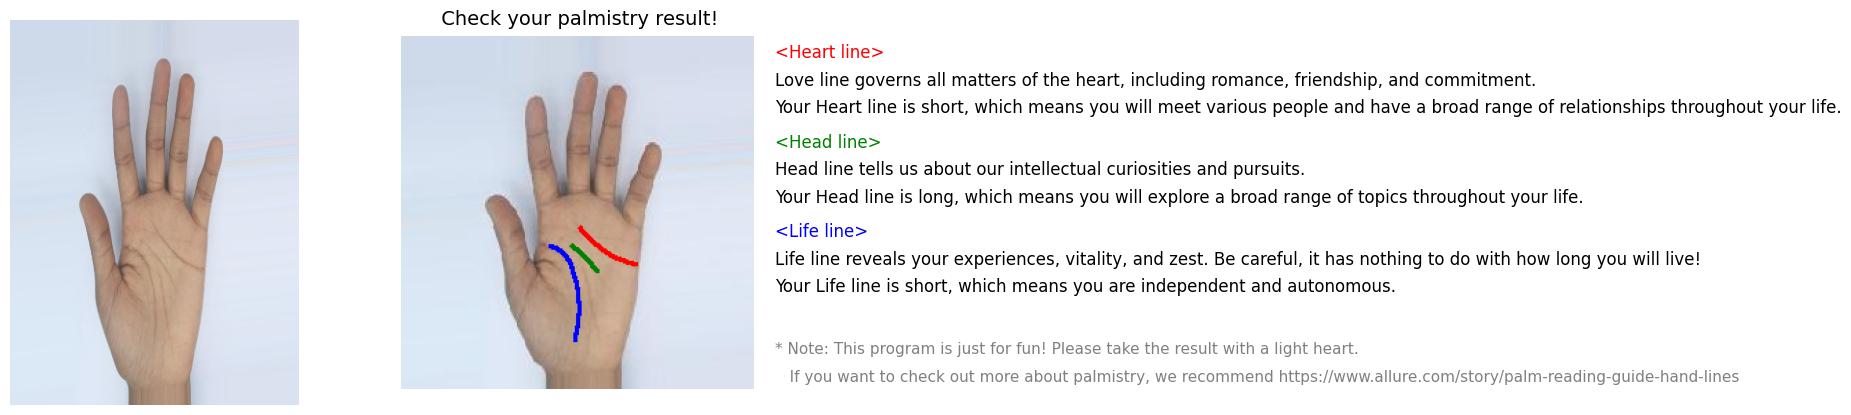 Check your palmistry result!
<Heart line>
Love line governs all matters of the heart, including romance, friendship, and commitment.
Your Heart line is short, which means you will meet various people and have a broad range of relationships throughout your life.
<Head line>
Head line tells us about our intellectual curiosities and pursuits.
Your Head line is long, which means you will explore a broad range of topics throughout your life.
<Life line>
Life line reveals your experiences, vitality, and zest. Be careful, it has nothing to do with how long you will live!
Your Life line is short, which means you are independent and autonomous.
* Note: This program is just for fun! Please take the result with a light heart.
If you want to check out more about palmistry, we recommend https://www.allure.com/story/palm-reading-guide-hand-lines